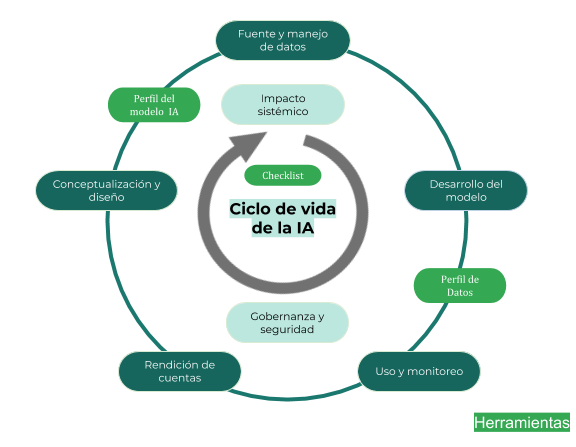 Fuente y manejo
de datos
Perfil del
modelo IA
Impacto
sistémico
Checklist
Conceptualización y
diseño
Desarrollo del
modelo
Ciclo de vida
de la IA
Perfil de
Datos
Gobernanza y
seguridad
Rendición de
cuentas
Uso y monitoreo
Herramientas